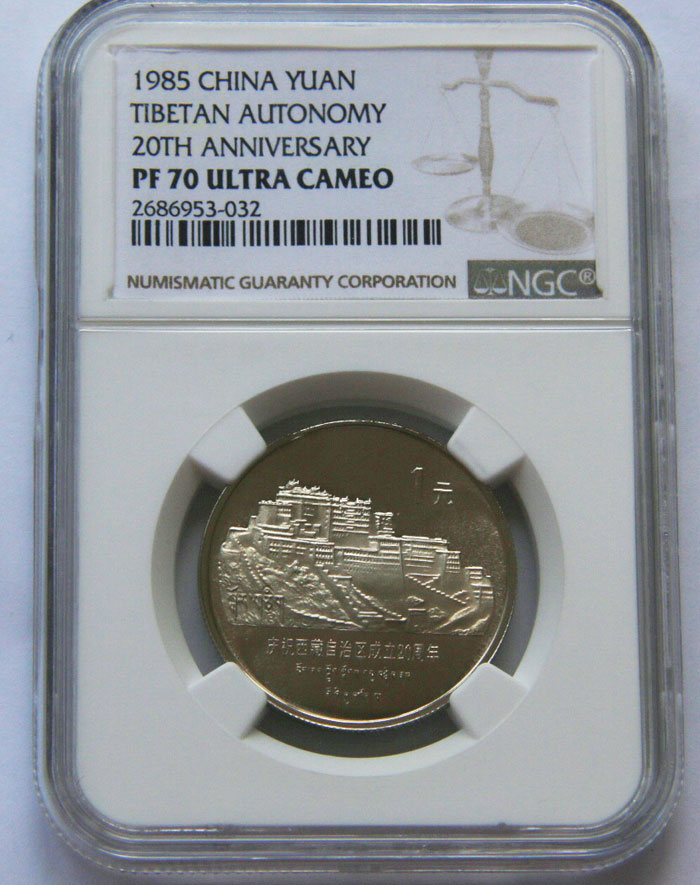 1985 CHINA YUAN
TIBETAN AUTONOMY
20TH ANNIVERSARY
PF 70 ULTRA CAMEO
2686953-032
NUMISMATIC GUARANTY CORPORATION NGC®
1元
庆祝西藏自治区成立20周年